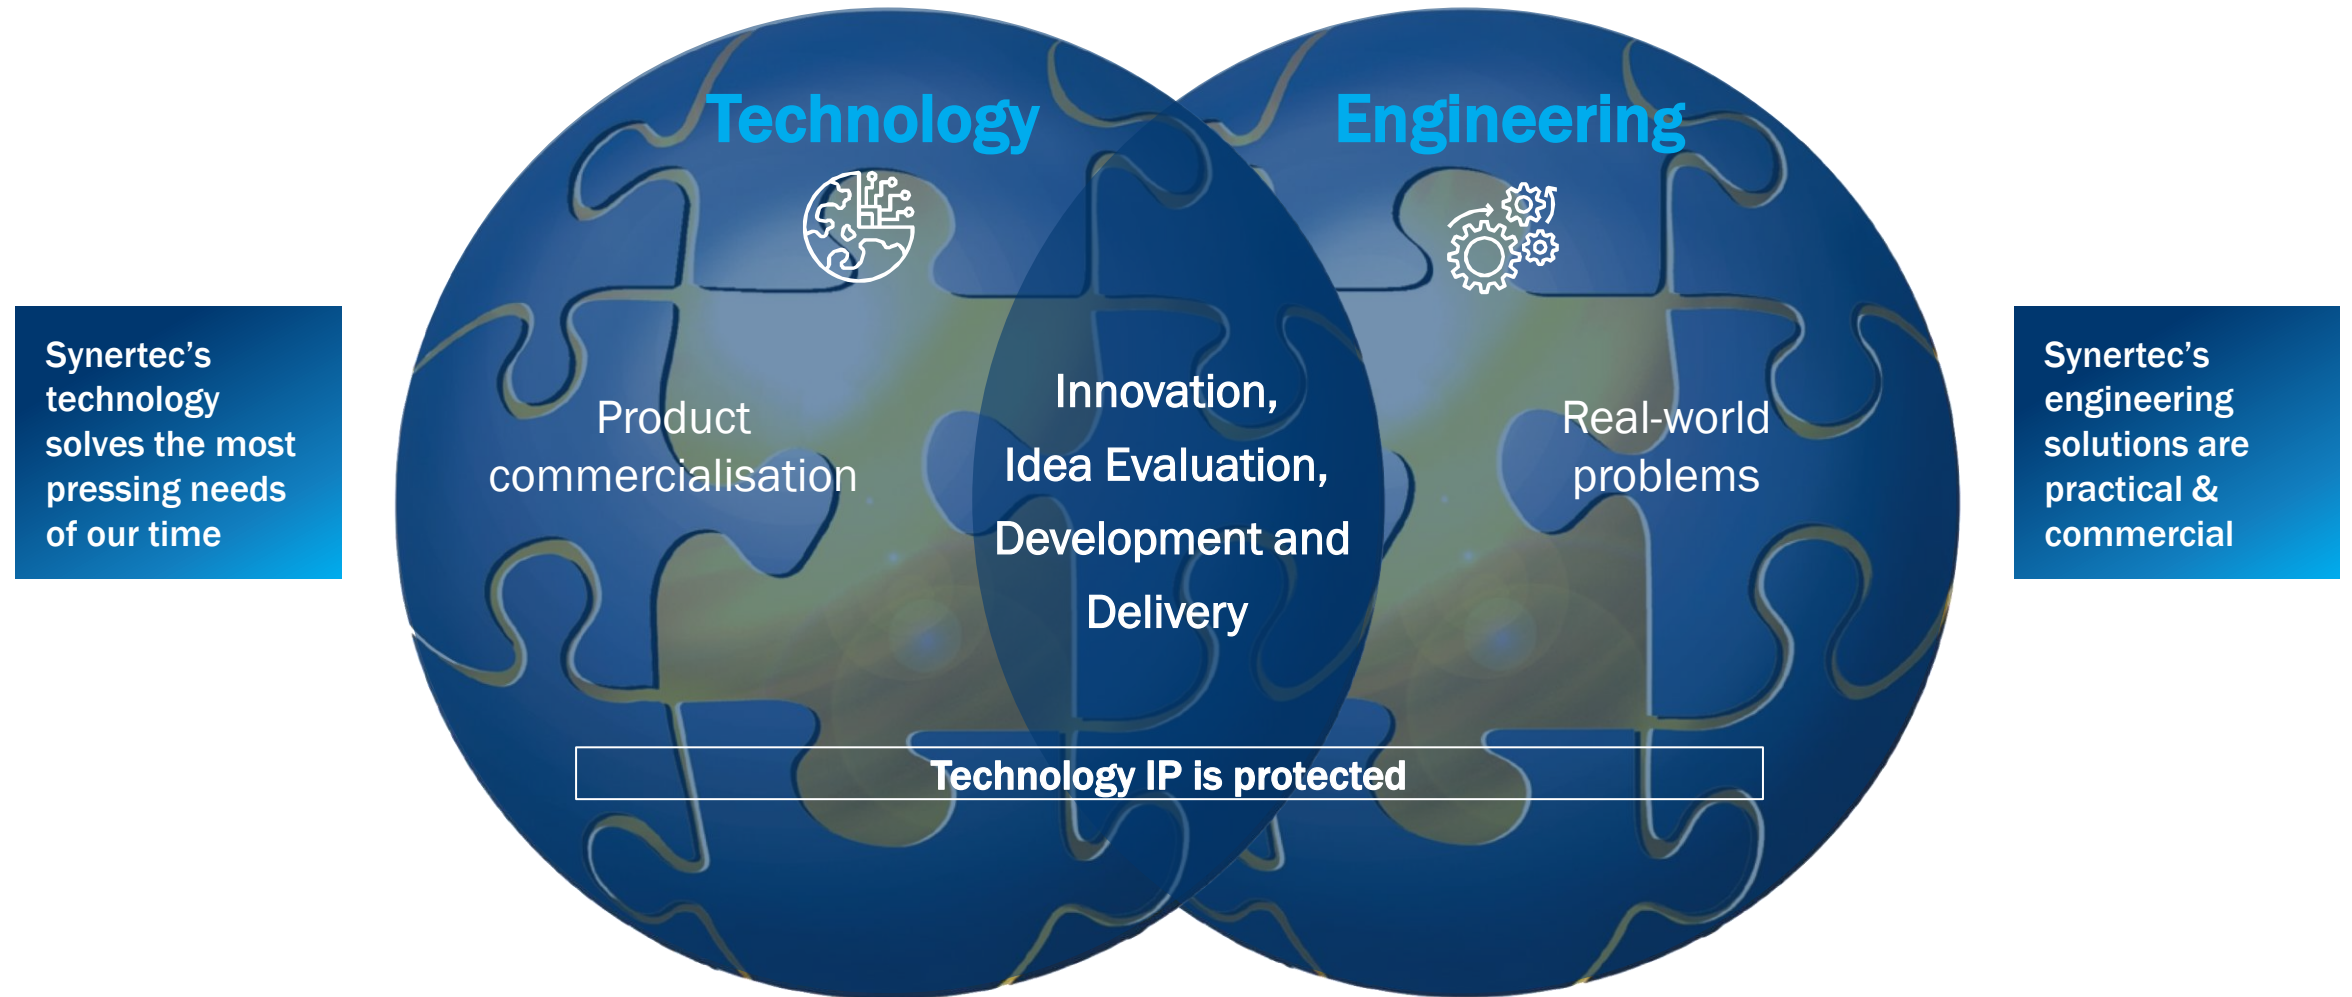 Technology
Engineering
Synertec’s
technology
solves the most
pressing needs
of our time
Product
commercialisation
Innovation,
Idea Evaluation,
Development and
Delivery
Real-world
problems
Synertec’s
engineering
solutions are
practical &
commercial
Technology IP is protected